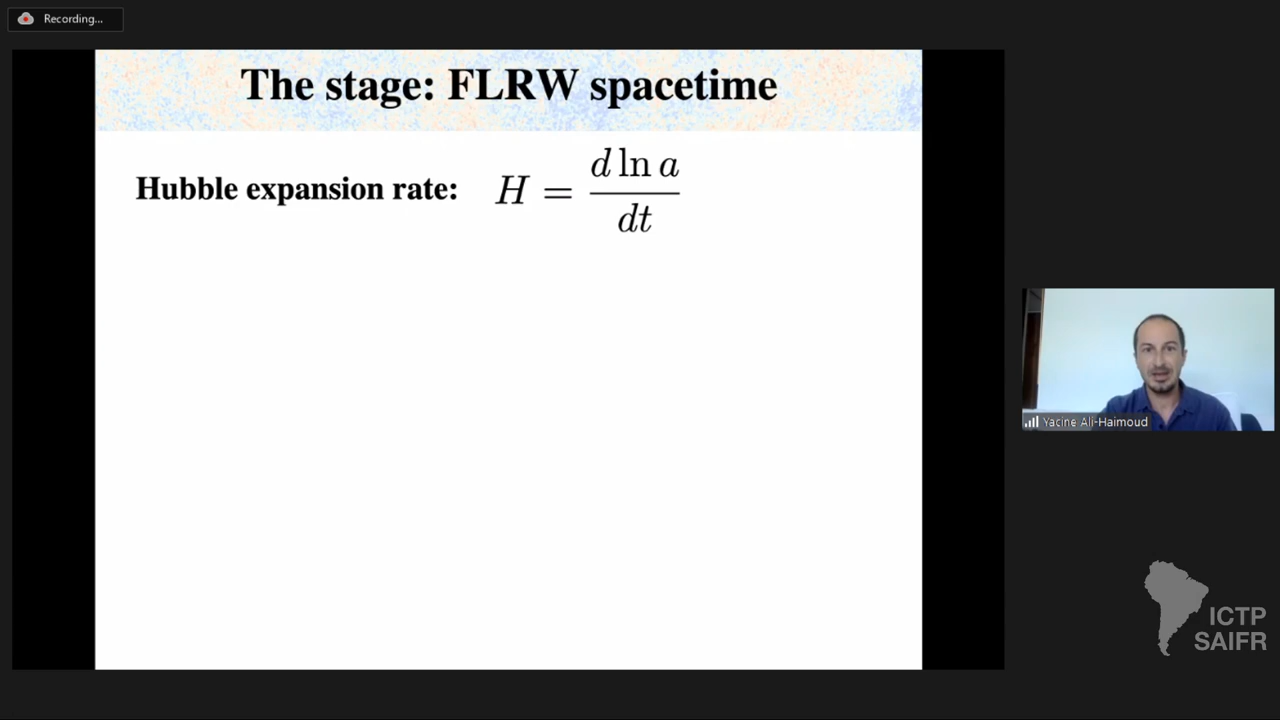 Recording...
The stage: FLRW spacetime
Hubble expansion rate: H = d ln a / dt
Yacine Ali-Haimoud
ICTP
SAIFR